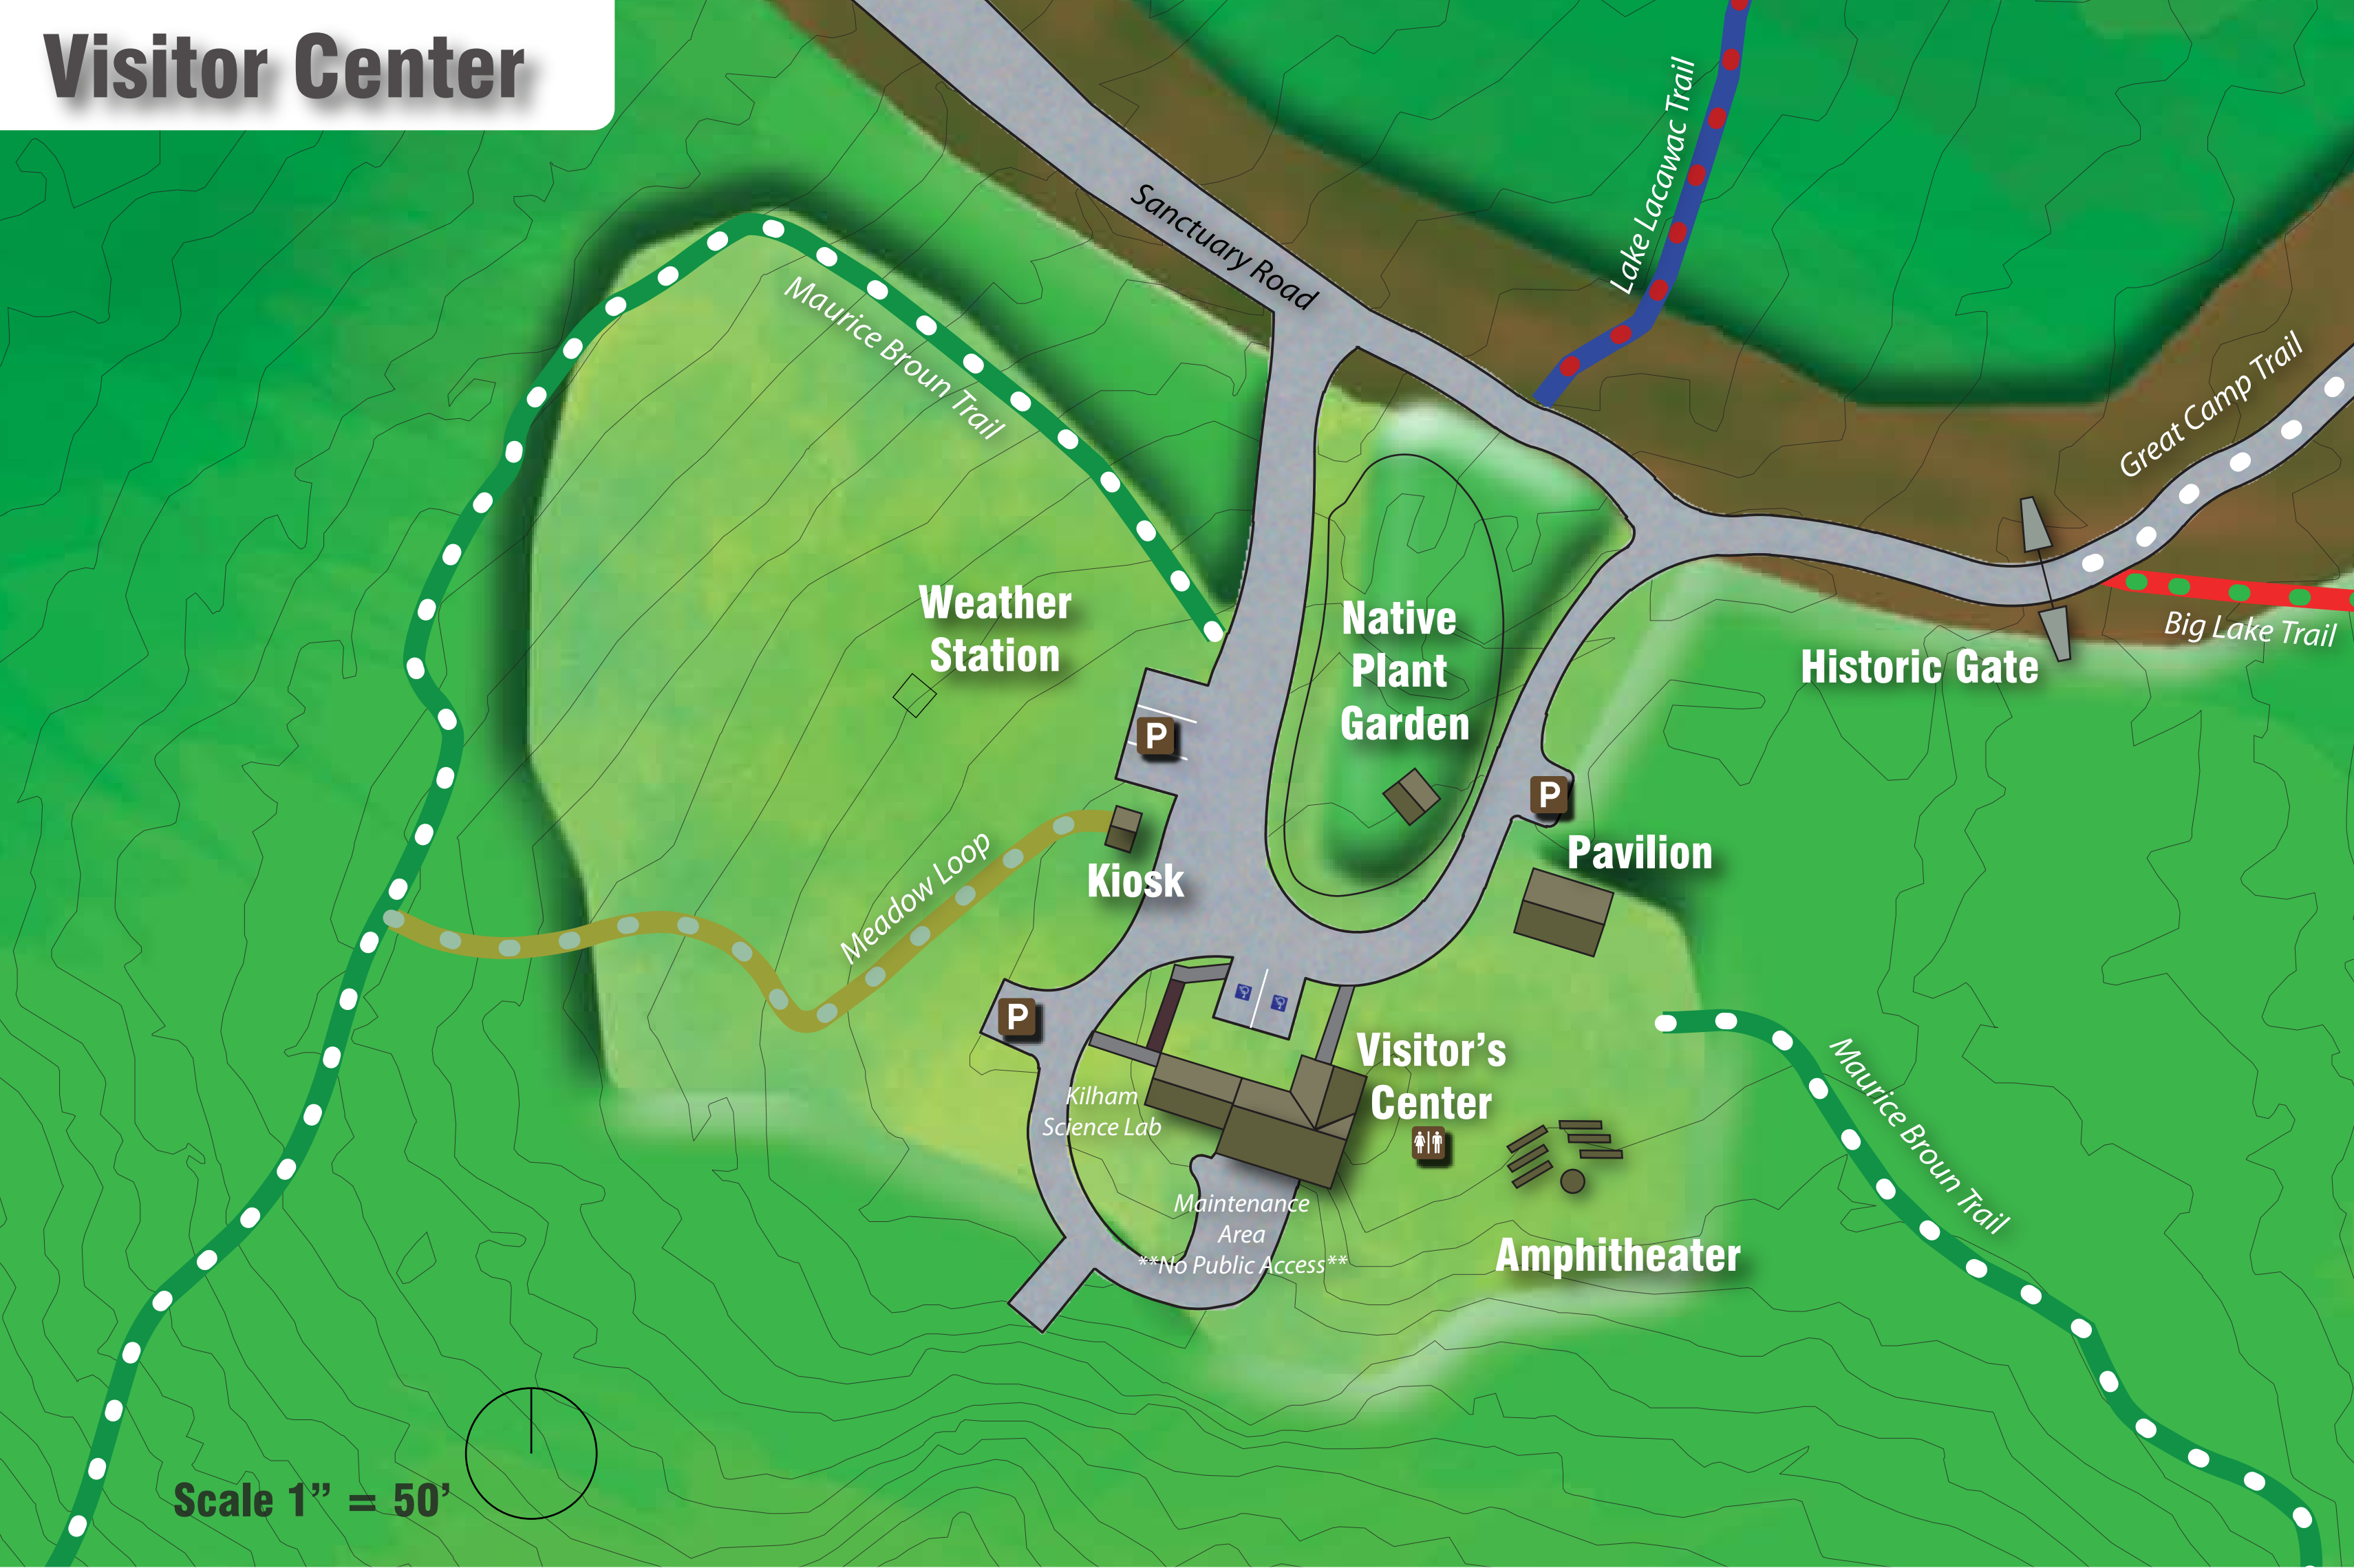 Visitor Center
Lake Lacawac Trail
Sanctuary Road
Maurice Broun Trail
Great Camp Trail
Weather
Station
Native
Plant
Garden
Big Lake Trail
Historic Gate
P
P
Pavilion
Kiosk
Meadow Loop
P
Visitor's
Center
Kilham
Science Lab
Maurice Broun Trail
Maintenance
Area
**No Public Access**
Amphitheater
Scale 1” = 50’